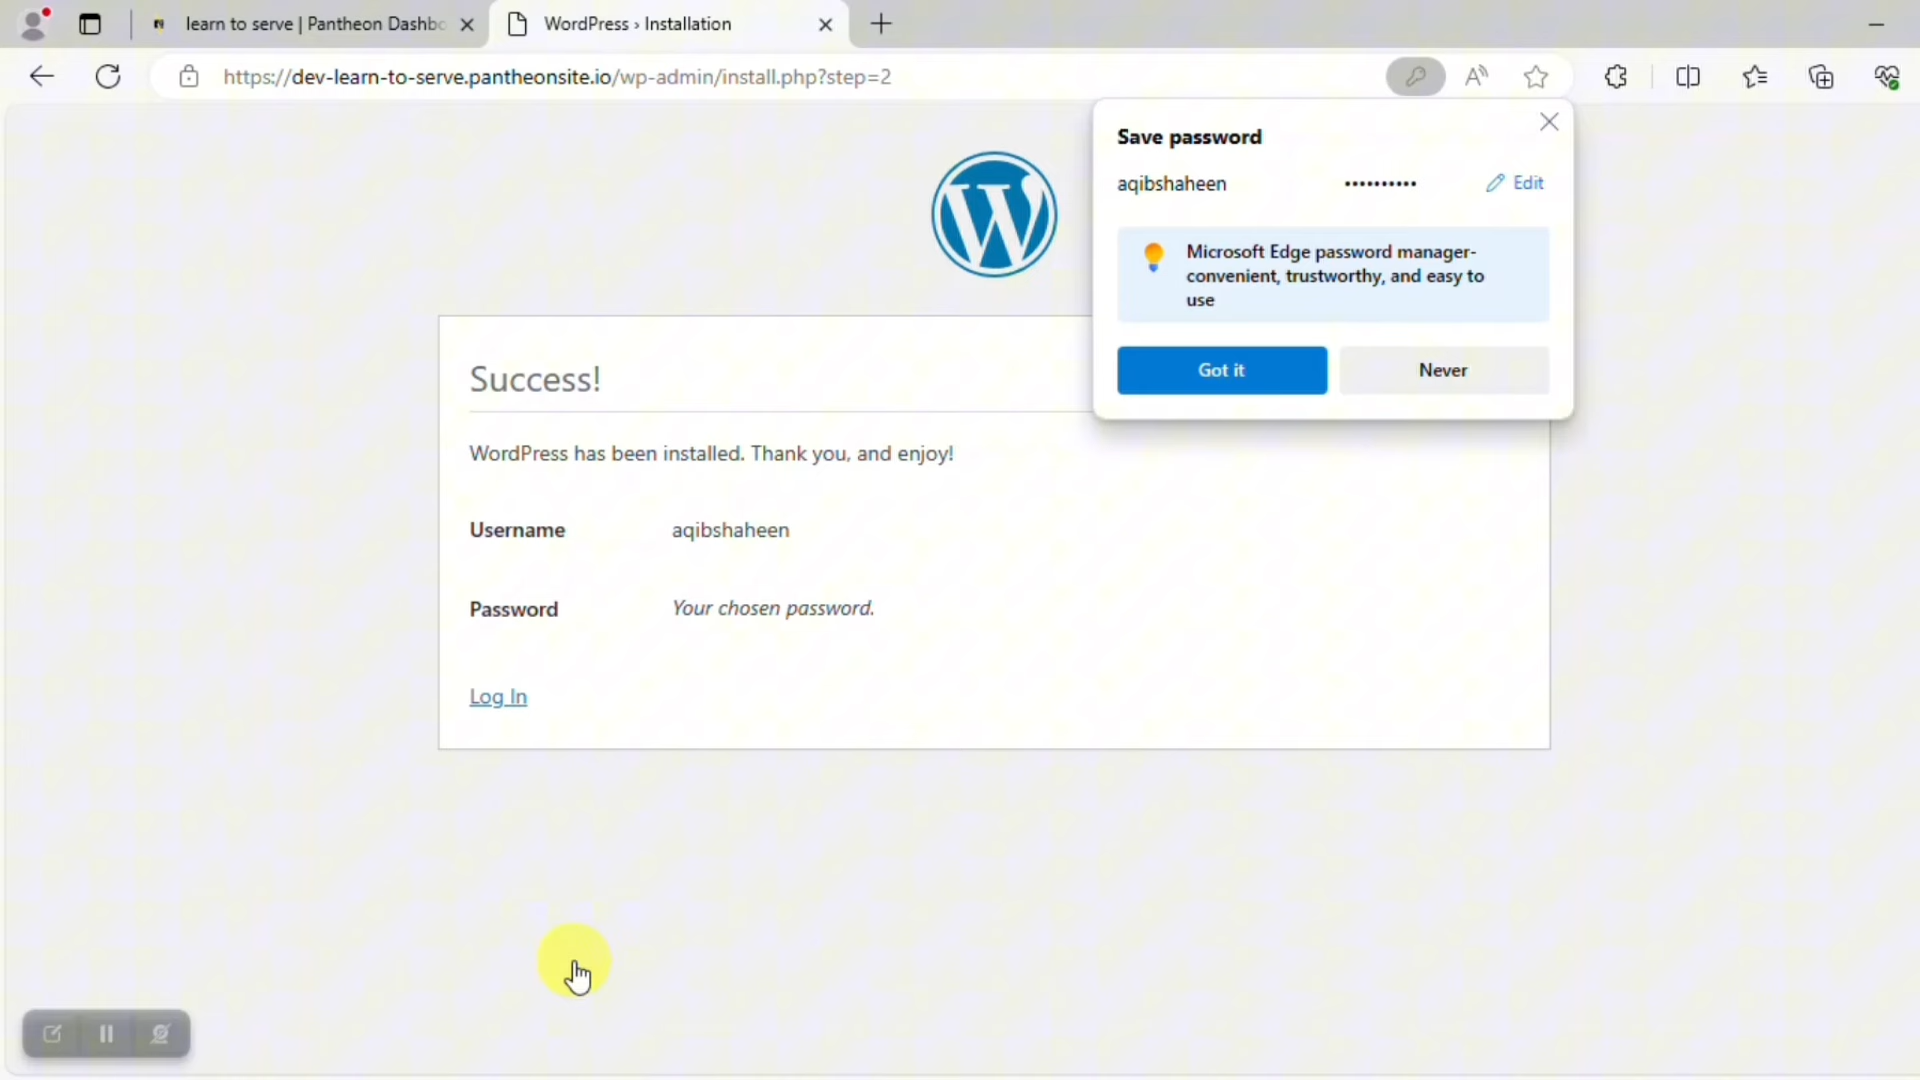 learn to serve | Pantheon Dashbo
WordPress › Installation
https://dev-learn-to-serve.pantheonsite.io/wp-admin/install.php?step=2
Save password
aqibshaheen •••••••••• Edit
Microsoft Edge password manager-
convenient, trustworthy, and easy to
use
Got it Never
Success!
WordPress has been installed. Thank you, and enjoy!
Username aqibshaheen
Password Your chosen password.
Log In